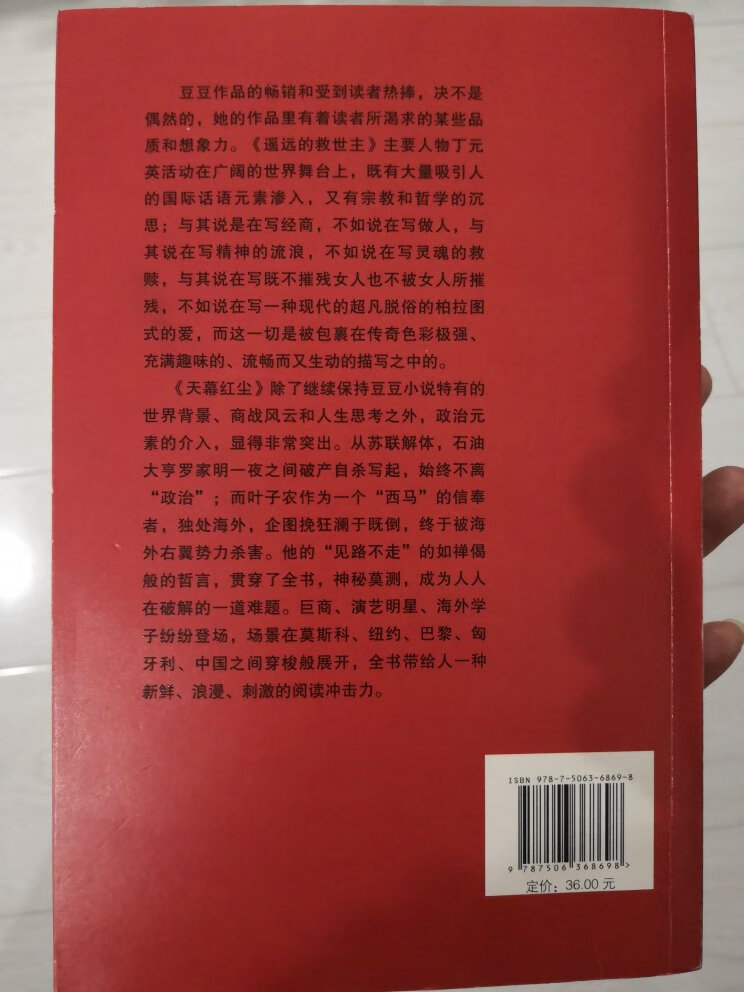 豆豆作品的畅销和受到读者热捧，决不是
偶然的，她的作品里有着读者所渴求的某些品
质和想象力。《遥远的救世主》主要人物丁元
英活动在广阔的世界舞台上，既有大量吸引人
的国际话语元素渗入，又有宗教和哲学的沉
思；与其说是在写经商，不如说在写做人，与
其说在写精神的流浪，不如说在写灵魂的救
赎，与其说在写既不摧残女人也不被女人所摧
残，不如说在写一种现代的超凡脱俗的柏拉图
式的爱，而这一切是被包裹在传奇色彩极强、
充满趣味的、流畅而又生动的描写之中的。
《天幕红尘》除了继续保持豆豆小说特有的
世界背景、商战风云和人生思考之外，政治元
素的介入，显得非常突出。从苏联解体，石油
大亨罗家明一夜之间破产自杀写起，始终不离
“政治”；而叶子农作为一个“西马”的信奉
者，独处海外，企图挽狂澜于既倒，终于被海
外右翼势力杀害。他的“见路不走”的如禅偈
般的哲言，贯穿了全书，神秘莫测，成为人人
在破解的一道难题。巨商、演艺明星、海外学
子纷纷登场，场景在莫斯科、纽约、巴黎、匈
牙利、中国之间穿梭般展开，全书带给人一种
新鲜、浪漫、刺激的阅读冲击力。
ISBN 978-7-5063-6869-8
9 787506 368698>
定价：36.00 元